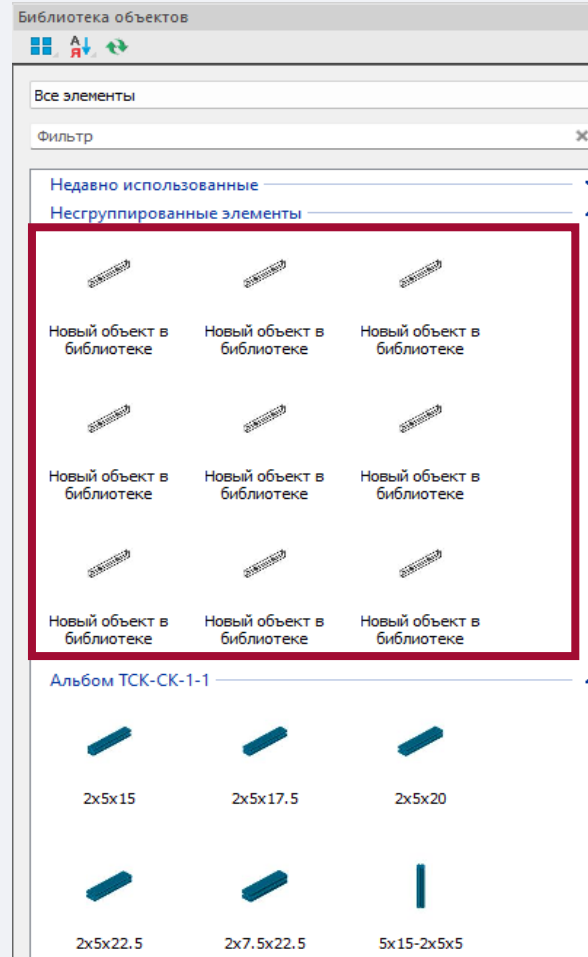 Библиотека объектов
А
Я
Все элементы
Фильтр
Недавно использованные
Несгруппированные элементы
Новый объект в
библиотеке
Новый объект в
библиотеке
Новый объект в
библиотеке
Новый объект в
библиотеке
Новый объект в
библиотеке
Новый объект в
библиотеке
Новый объект в
библиотеке
Новый объект в
библиотеке
Новый объект в
библиотеке
Альбом ТСК-СК-1-1
2x5x15
2x5x17.5
2x5x20
2x5x22.5
2x7.5x22.5
5x15-2x5x5